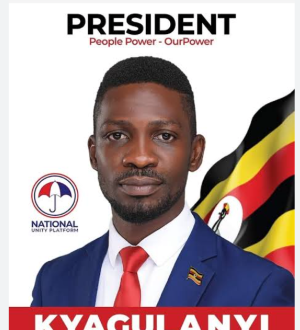 PRESIDENT
People Power - OurPower
NATIONAL
UNITY PLATFORM
KYAGULANYI